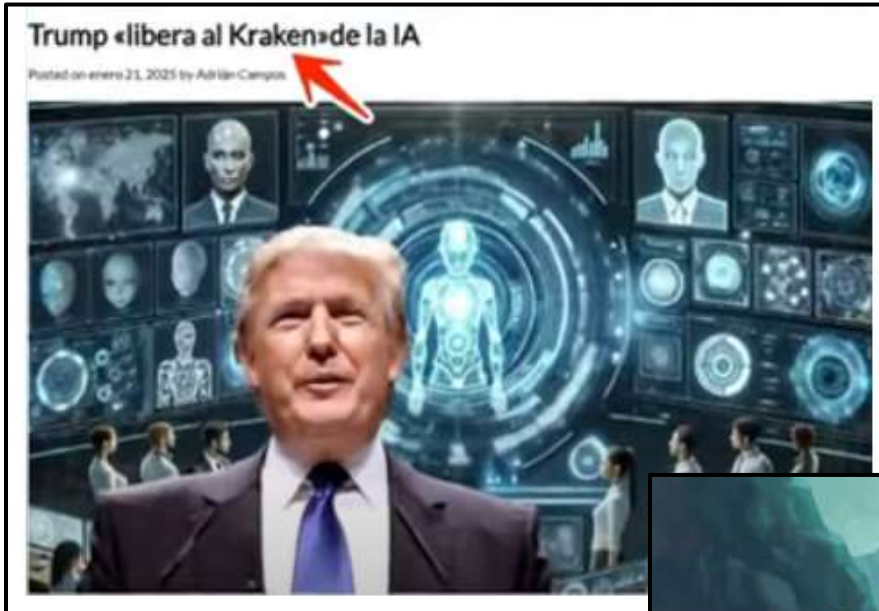 Trump «libera al Kraken»de la IA
Posted on enero 21, 2025 by Adrián Campos